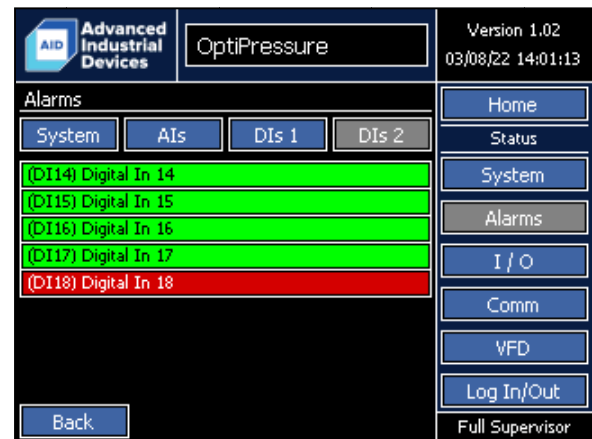 AID
Advanced
Industrial
Devices
OptiPressure
Version 1.02
03/08/22 14:01:13
Alarms
System
AIs
DIs 1
DIs 2
(DI14) Digital In 14
(DI15) Digital In 15
(DI16) Digital In 16
(DI17) Digital In 17
(DI18) Digital In 18
Back
Home
Status
System
Alarms
I / O
Comm
VFD
Log In/Out
Full Supervisor